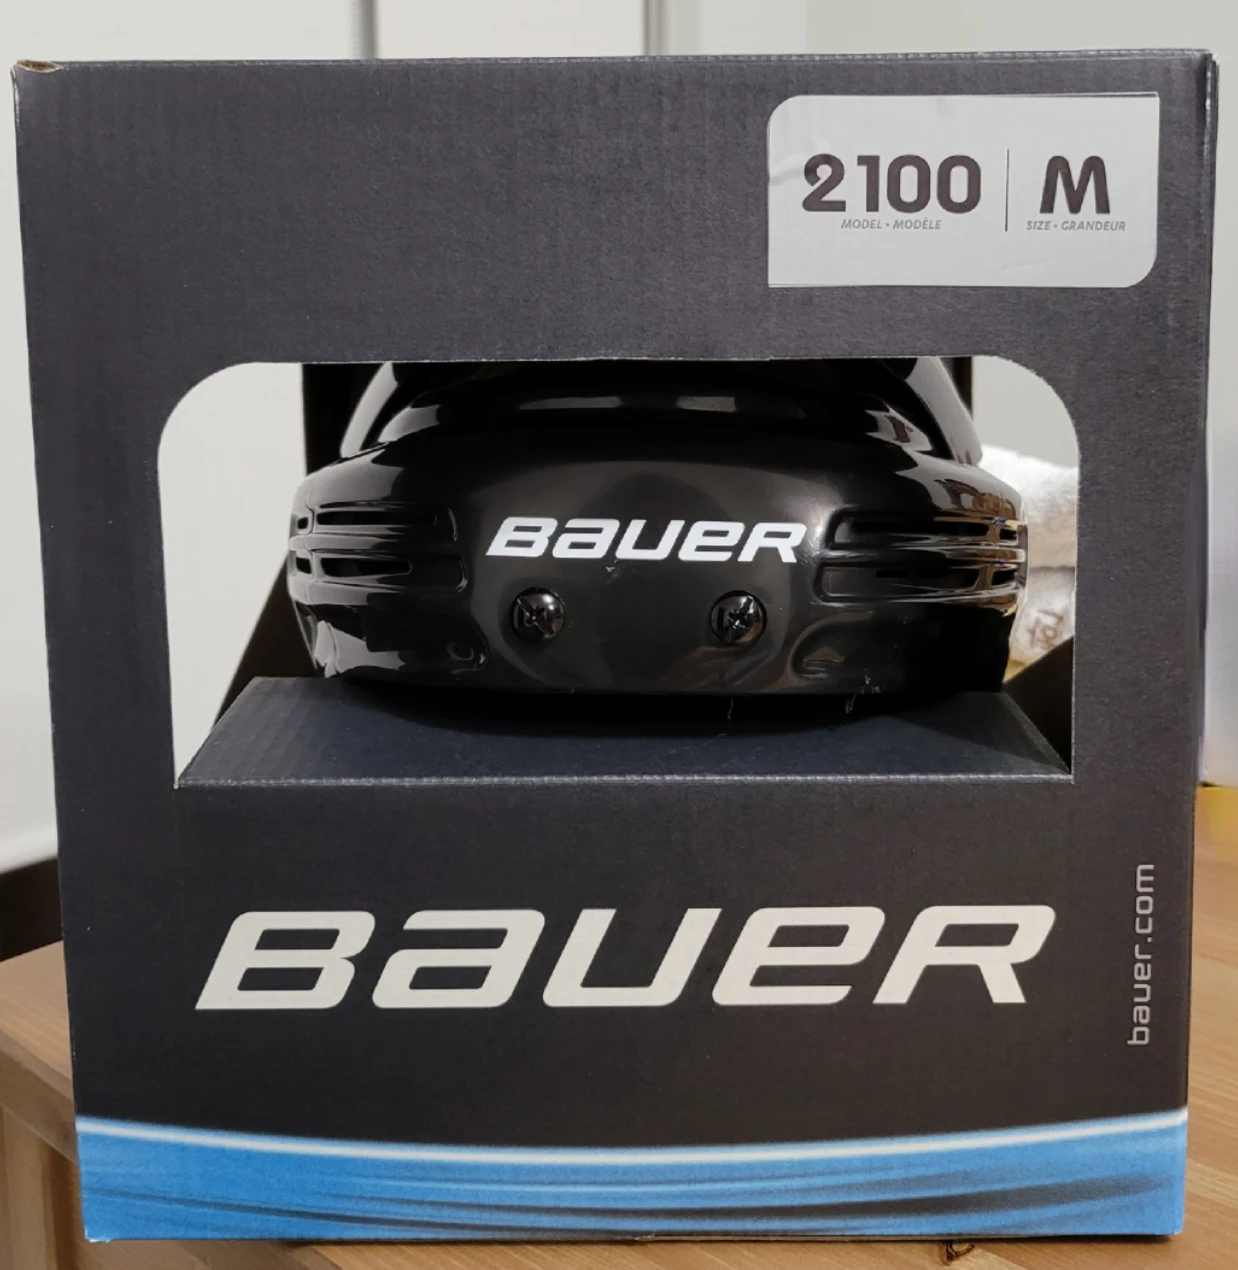 2100 M
MODEL • MODÈLE SIZE • GRANDEUR
BAUER
BAUER
bauer.com